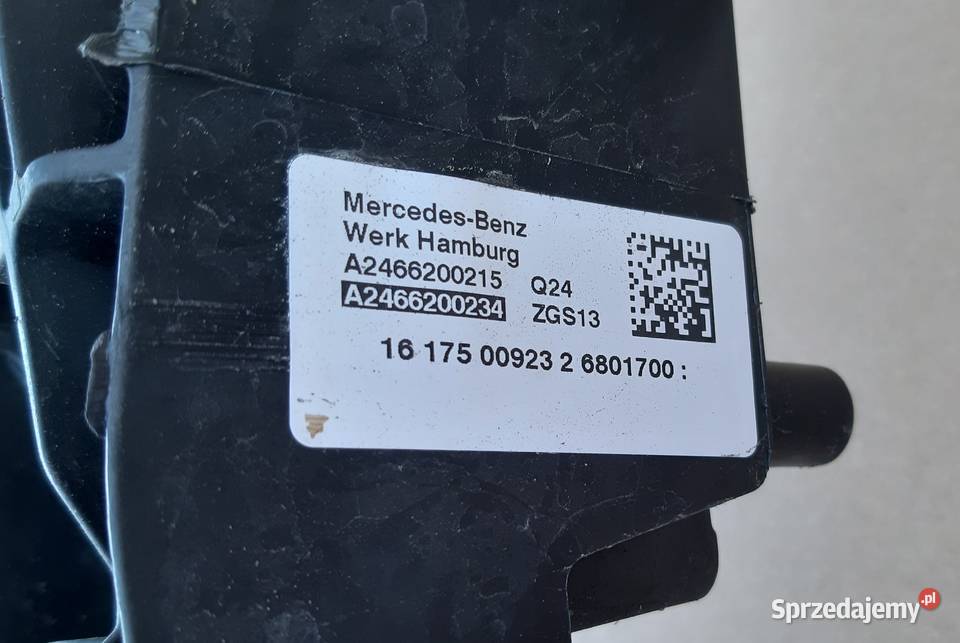 Mercedes-Benz
Werk Hamburg
A2466200215 Q24
A2466200234 ZGS13
16 175 00923 2 6801700 :
Sprzedajemy.pl